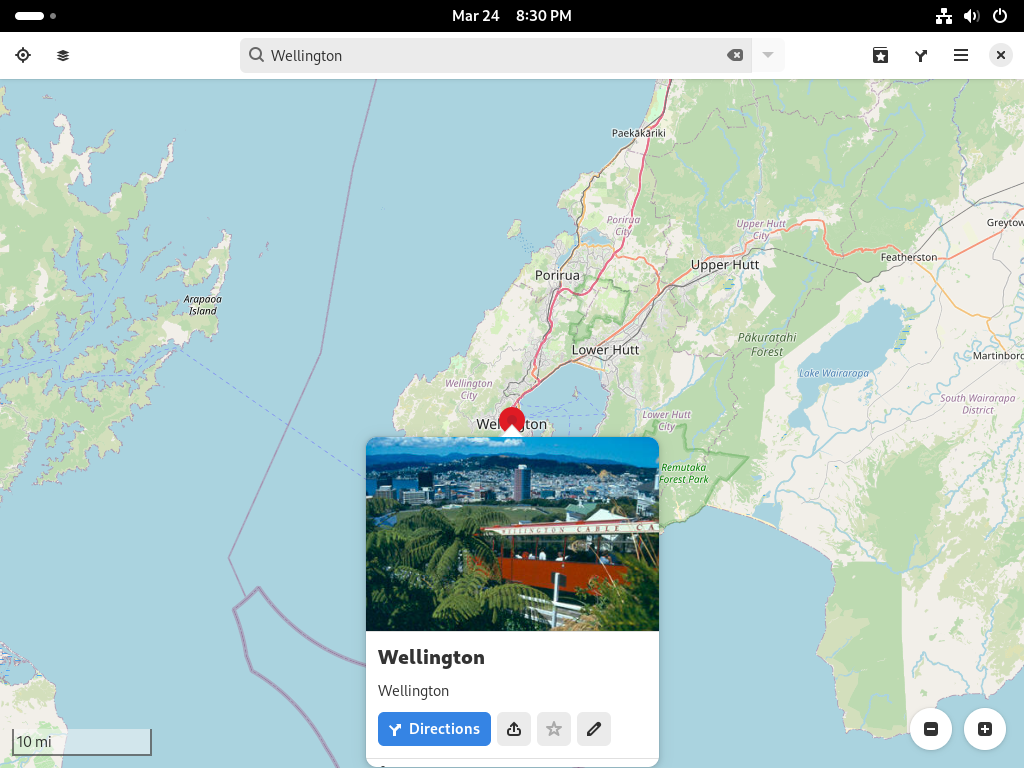 Mar 24 8:30 PM
Wellington
Paekākāriki
Porirua
City
Upper Hutt
City
Greytow
Featherston
Upper Hutt
Porirua
Arapaoa
Island
Pākuratahi
Forest
Lower Hutt
Martinboro
Lake Wairarapa
Wellington
City
South Wairarapa
District
Lower Hutt
City
Wellington
Remutaka
Forest Park
WELLINGTON CABLE CA
Wellington
Wellington
Directions
10 mi